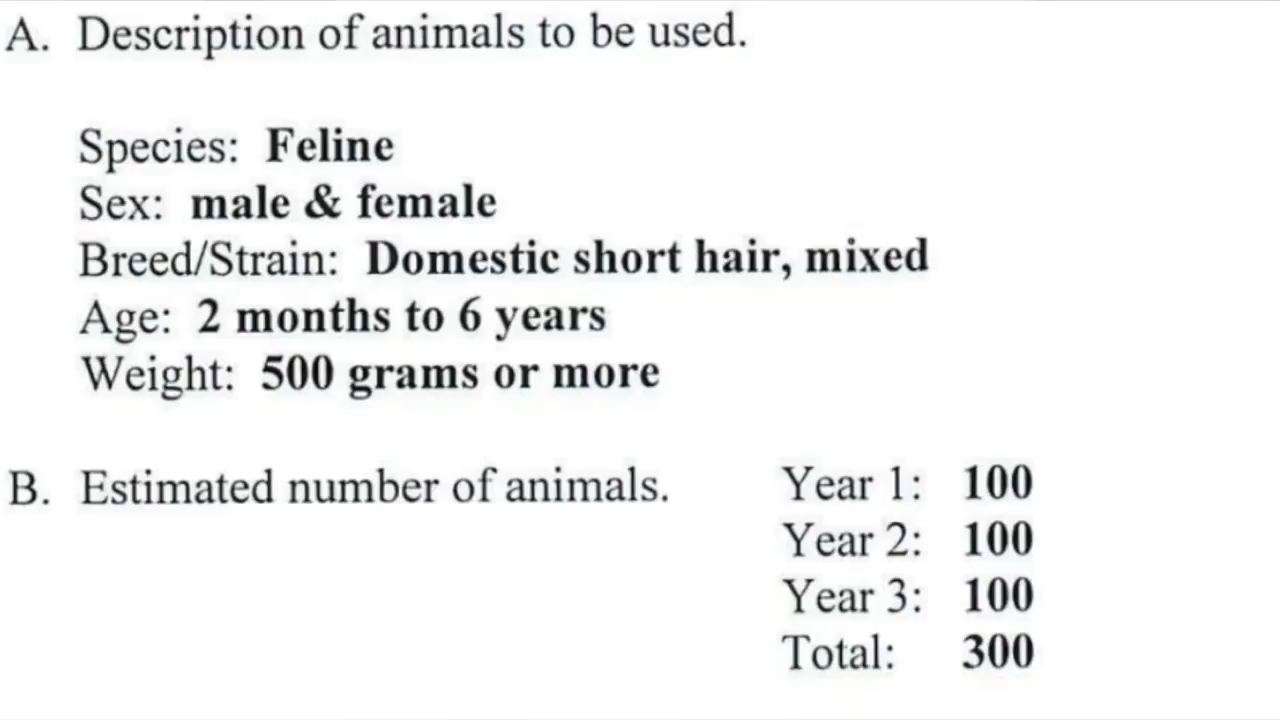 A. Description of animals to be used.
Species: Feline
Sex: male & female
Breed/Strain: Domestic short hair, mixed
Age: 2 months to 6 years
Weight: 500 grams or more
B. Estimated number of animals. Year 1: 100
Year 2: 100
Year 3: 100
Total: 300